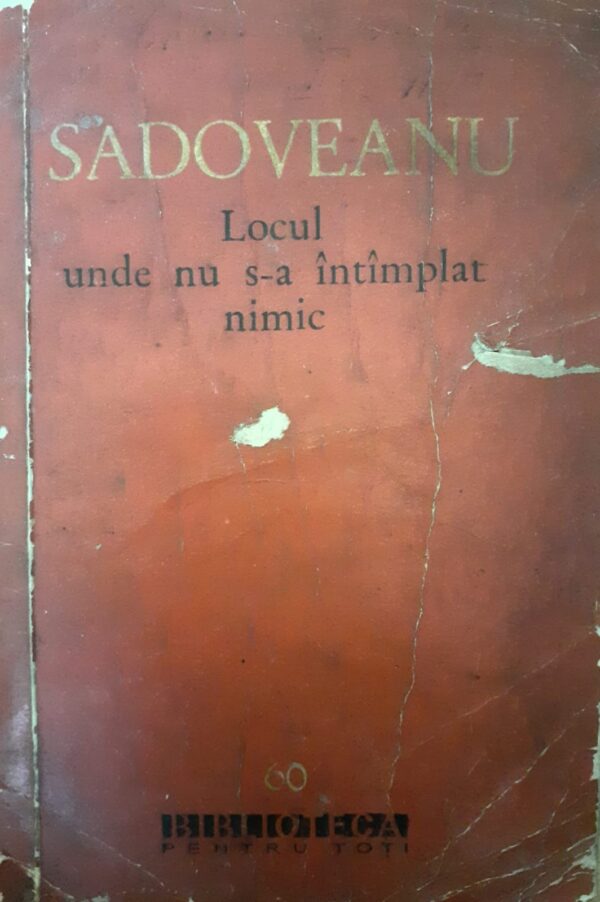 SADOVEANU
Locul
unde nu s-a întîmplat
nimic
60
BIBLIOTECA
PENTRU TOȚI